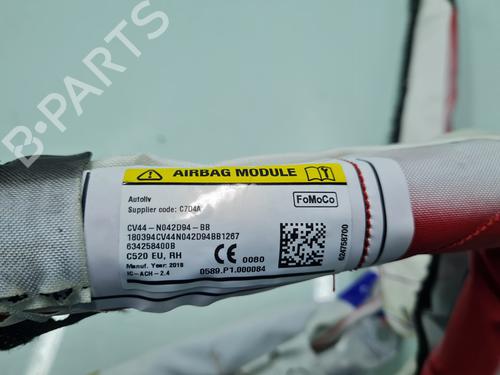 B-PARTS
AIRBAG MODULE
Autoliv
Supplier code: C7D4A
FoMoCo
CV44-N042D94-BB
180394CV44N042D94BB1267
634258400B
C520 EU, RH
Manuf. Year: 2018
IC-ACH-2.4
CE 0080
0589.P1.000084
624758700